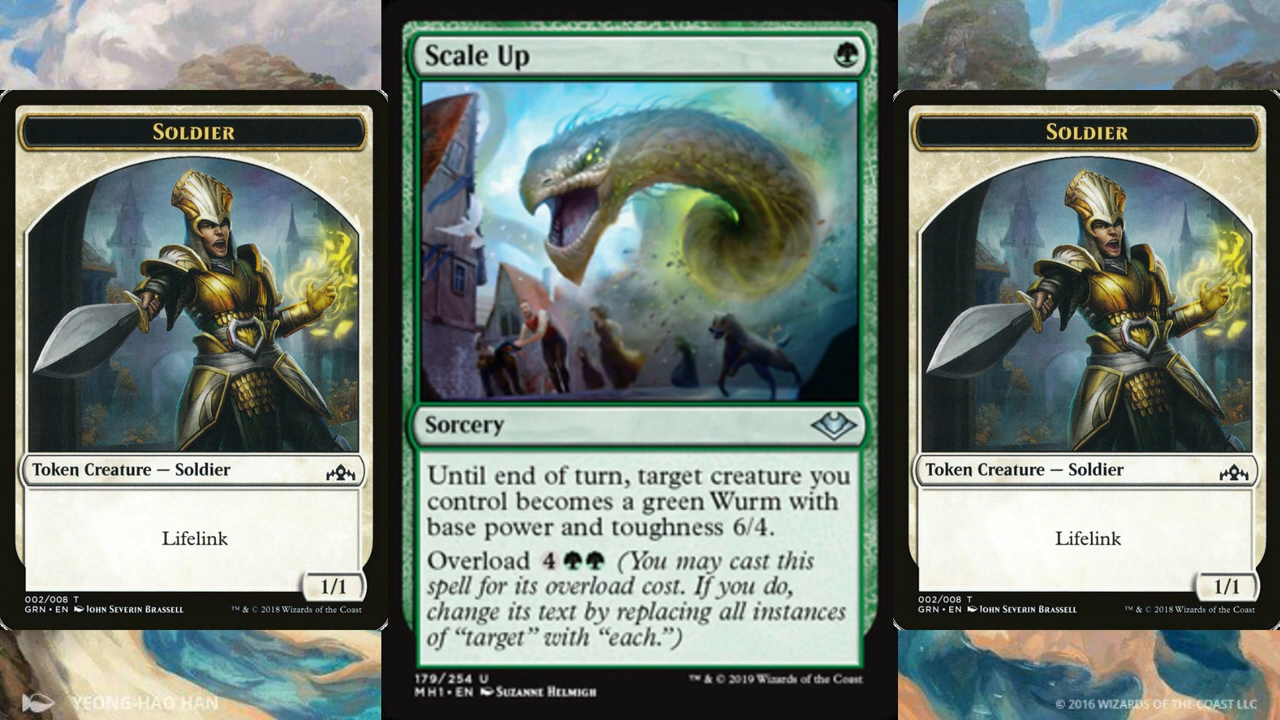 SOLDIER
Token Creature — Soldier
Lifelink
1/1
002/008 T
GRN • EN JOHN SEVERIN BRASSELL
™ & © 2018 Wizards of the Coast
Scale Up
Sorcery
Until end of turn, target creature you
control becomes a green Wurm with
base power and toughness 6/4.
Overload 4 (You may cast this
spell for its overload cost. If you do,
change its text by replacing all instances
of “target” with “each.”)
179/254 U
MH1 • EN SUZANNE HELMIGH
™ & © 2019 Wizards of the Coast
SOLDIER
Token Creature — Soldier
Lifelink
1/1
002/008 T
GRN • EN JOHN SEVERIN BRASSELL
™ & © 2018 Wizards of the Coast
YEONG-HAO HAN
© 2016 WIZARDS OF THE COAST LLC